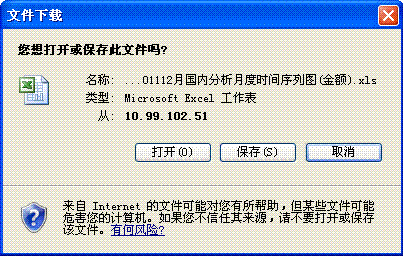 文件下载
您想打开或保存此文件吗?
名称: ...01112月国内分析月度时间序列图(金额).xls
类型: Microsoft Excel 工作表
从: 10.99.102.51
打开(O) 保存(S) 取消
来自 Internet 的文件可能对您有所帮助,但某些文件可能
危害您的计算机。如果您不信任其来源,请不要打开或保存
该文件。有何风险?